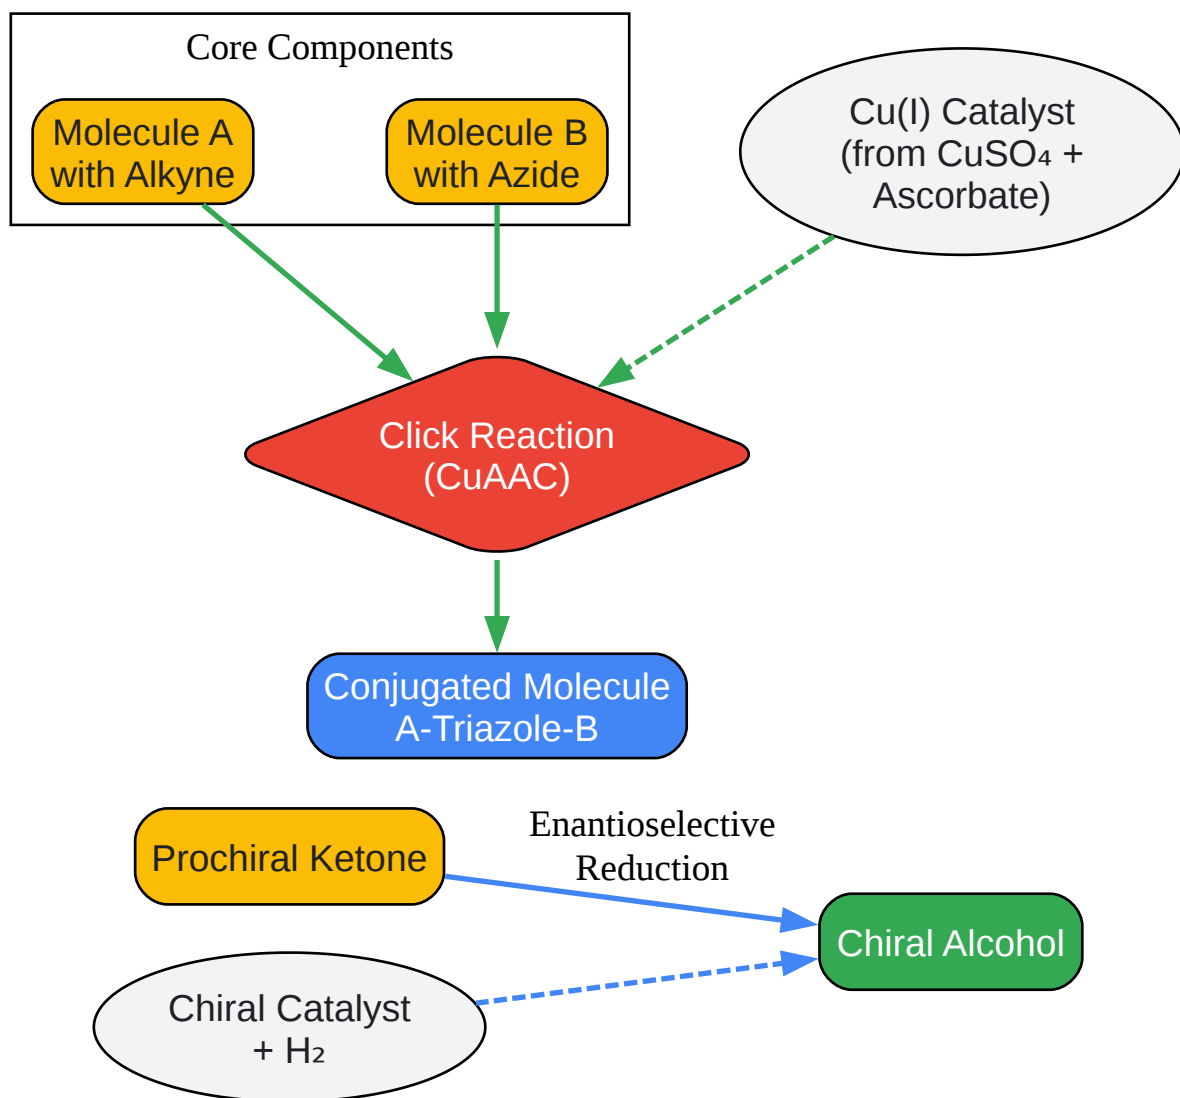 Core Components
Molecule A
with Alkyne
Molecule B
with Azide
Cu(I) Catalyst
(from CuSO₄ +
Ascorbate)
Click Reaction
(CuAAC)
Conjugated Molecule
A-Triazole-B
Prochiral Ketone
Enantioselective
Reduction
Chiral Alcohol
Chiral Catalyst
+ H₂